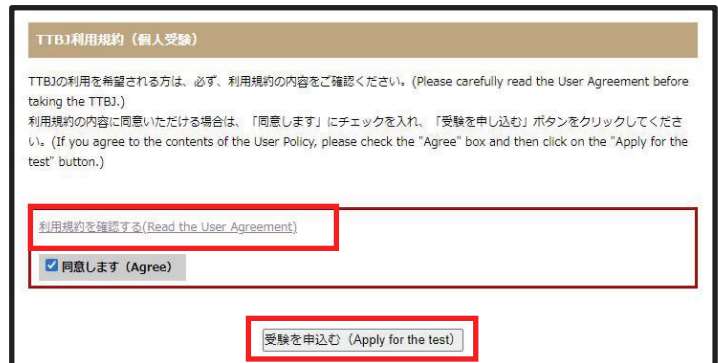 TTBJ利用規約（個人受験）
TTBJの利用を希望される方は、必ず、利用規約の内容をご確認ください。(Please carefully read the User Agreement before
taking the TTBJ.)
利用規約の内容に同意いただける場合は、「同意します」にチェックを入れ、「受験を申し込む」ボタンをクリックしてくださ
い。(If you agree to the contents of the User Policy, please check the "Agree" box and then click on the "Apply for the
test" button.)
利用規約を確認する(Read the User Agreement)
同意します（Agree）
受験を申込む（Apply for the test）